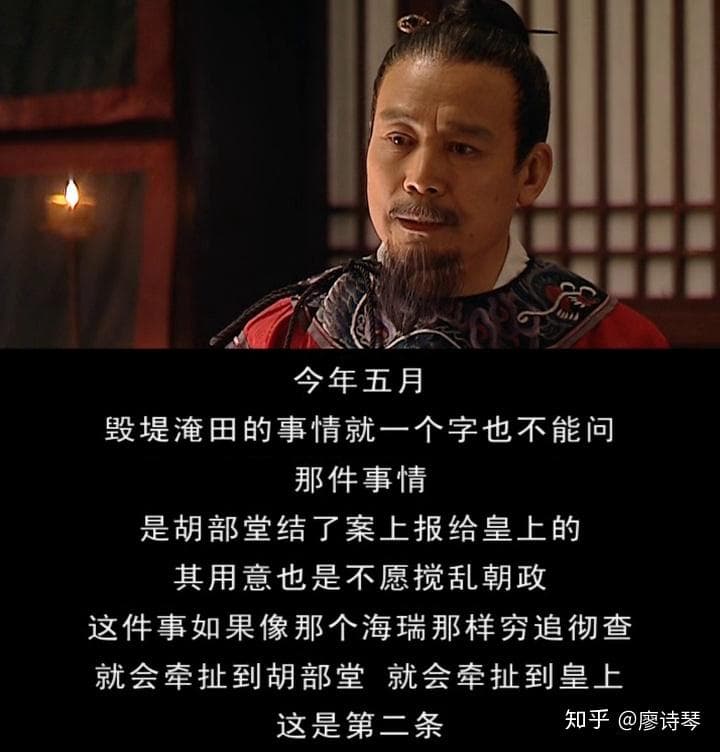 今年五月
毁堤淹田的事情就一个字也不能问
那件事情
是胡部堂结了案上报给皇上的
其用意也是不愿搅乱朝政
这件事如果像那个海瑞那样穷追彻查
就会牵扯到胡部堂 就会牵扯到皇上
这是第二条
知乎 @廖诗琴